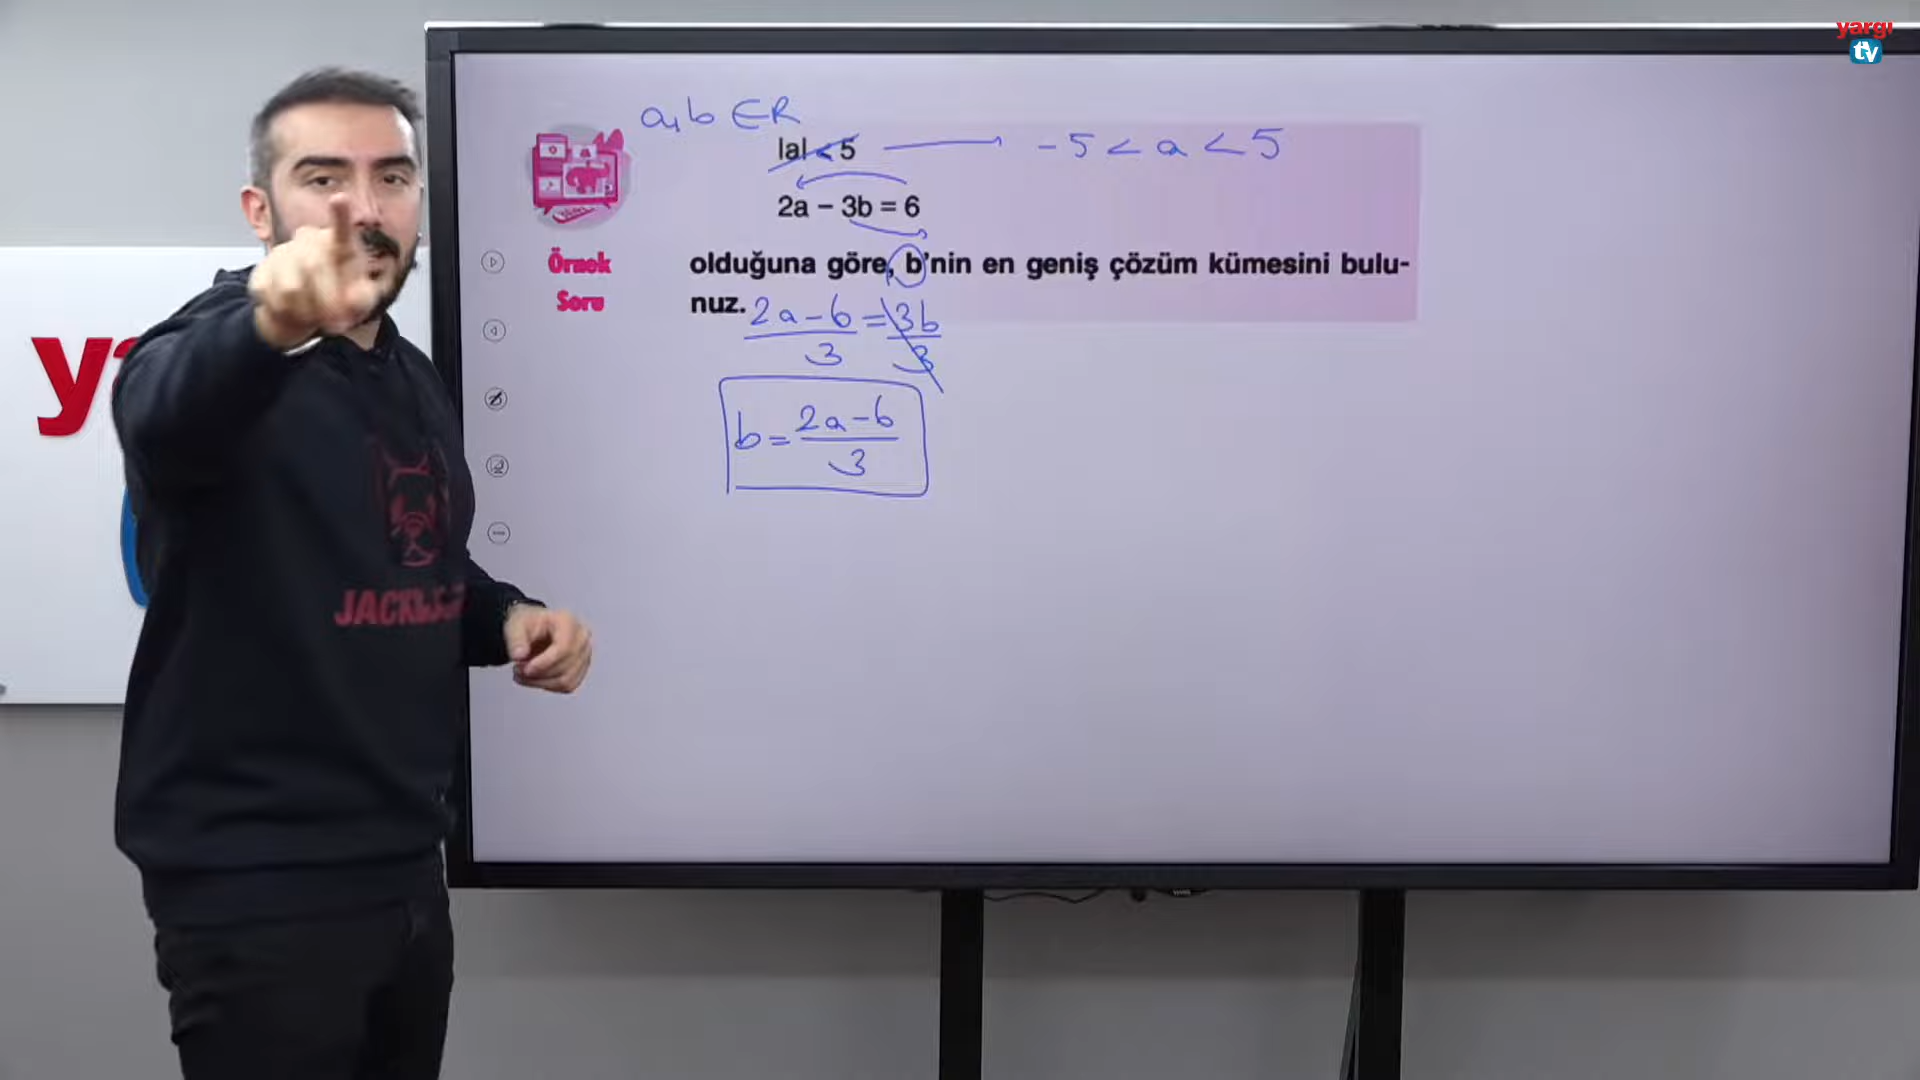 yargı
tv
a, b ∈ R
|a| < 5 → -5 < a < 5
2a − 3b = 6
Örnek
Soru
olduğuna göre, b'nin en geniş çözüm kümesini bulu-
nuz.
2a-6 = 3b
3 3
b = 2a-6
3